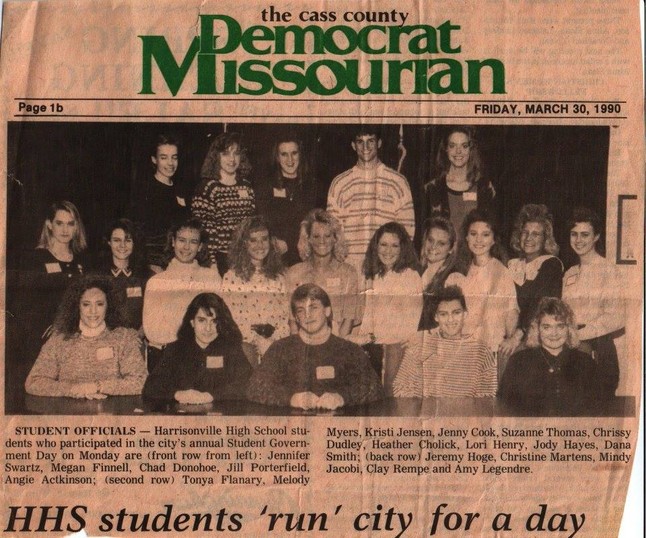 the cass county
Democrat
Missourian
Page 1b
FRIDAY, MARCH 30, 1990
STUDENT OFFICIALS — Harrisonville High School stu-
dents who participated in the city's annual Student Govern-
ment Day on Monday are (front row from left): Jennifer
Swartz, Megan Finnell, Chad Donohoe, Jill Porterfield,
Angie Actkinson; (second row) Tonya Flanary, Melody
Myers, Kristi Jensen, Jenny Cook, Suzanne Thomas, Chrissy
Dudley, Heather Cholick, Lori Henry, Jody Hayes, Dana
Smith; (back row) Jeremy Hoge, Christine Martens, Mindy
Jacobi, Clay Rempe and Amy Legendre.
HHS students 'run' city for a day